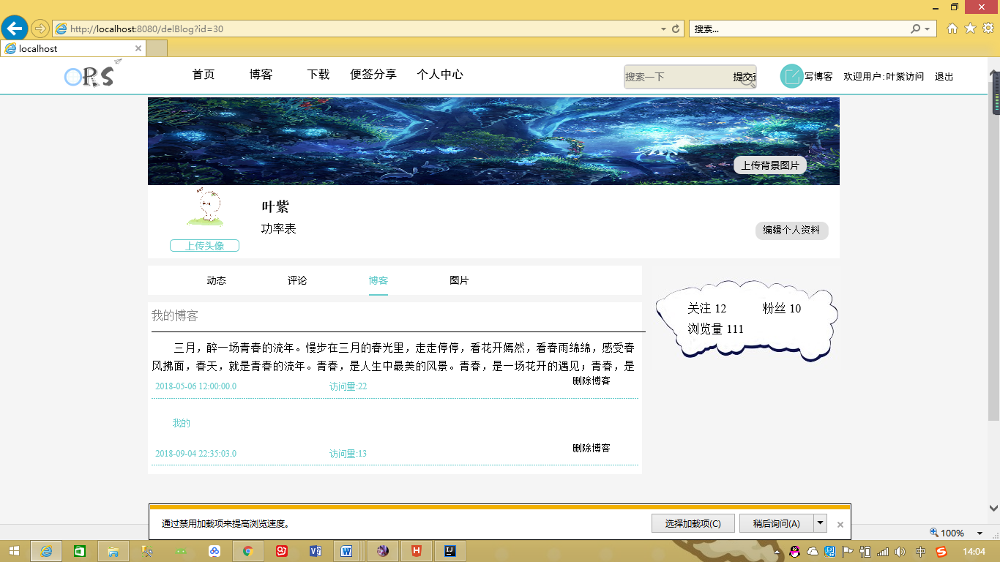 http://localhost:8080/delBlog?id=30
搜索...
localhost
ORS
首页 博客 下载 便签分享 个人中心
搜索一下
写博客 欢迎用户:叶紫访问 退出
上传背景图片
叶紫
功率表
上传头像
编辑个人资料
动态 评论 博客 图片
关注 12 粉丝 10
浏览量 111
我的博客
三月，醉一场青春的流年。慢步在三月的春光里，走走停停，看花开嫣然，看春雨绵绵，感受春
风拂面，春天，就是青春的流年。青春，是人生中最美的风景。青春，是一场花开的遇见；青春，是
2018-05-06 12:00:00.0 访问量:22 删除博客
我的
2018-09-04 22:35:03.0 访问量:13 删除博客
通过禁用加载项来提高浏览速度。 选择加载项(C) 稍后询问(A)
100%
中
14:04